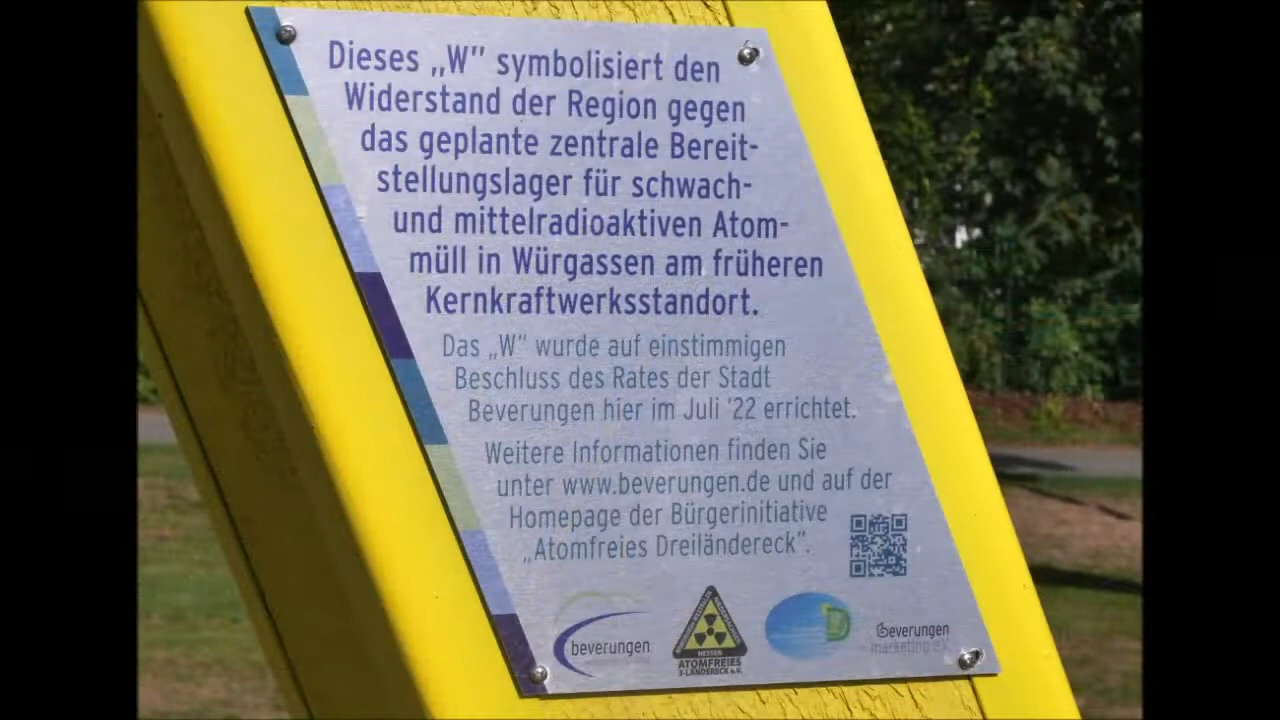 Dieses „W” symbolisiert den
Widerstand der Region gegen
das geplante zentrale Bereit-
stellungslager für schwach-
und mittelradioaktiven Atom-
müll in Würgassen am früheren
Kernkraftwerksstandort.
Das „W“ wurde auf einstimmigen
Beschluss des Rates der Stadt
Beverungen hier im Juli '22 errichtet.
Weitere Informationen finden Sie
unter www.beverungen.de und auf der
Homepage der Bürgerinitiative
„Atomfreies Dreiländereck”.
beverungen
HESSEN
ATOMFREIES
3-LÄNDERECK e.V.
Beverungen
marketing e.V.